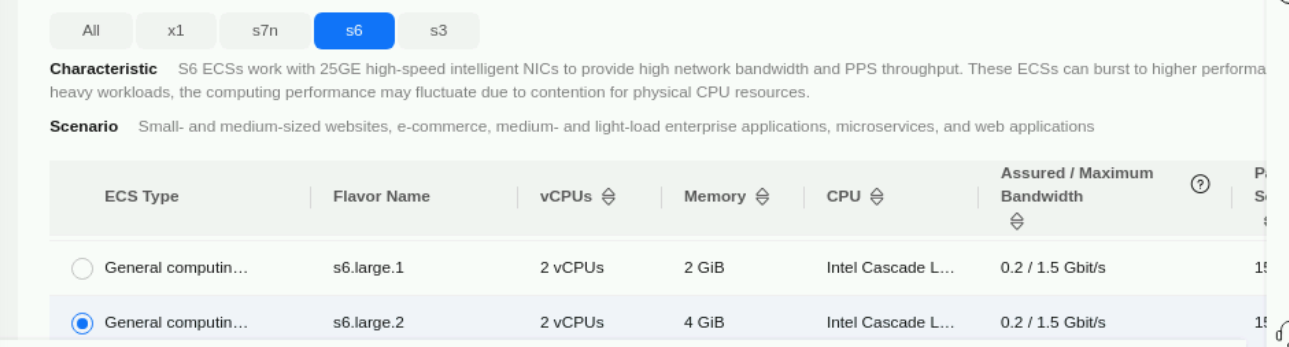 All x1 s7n s6 s3
Characteristic S6 ECSs work with 25GE high-speed intelligent NICs to provide high network bandwidth and PPS throughput. These ECSs can burst to higher performa
heavy workloads, the computing performance may fluctuate due to contention for physical CPU resources.
Scenario Small- and medium-sized websites, e-commerce, medium- and light-load enterprise applications, microservices, and web applications
ECS Type Flavor Name vCPUs Memory CPU Assured / Maximum Bandwidth
General computin… s6.large.1 2 vCPUs 2 GiB Intel Cascade L… 0.2 / 1.5 Gbit/s
General computin… s6.large.2 2 vCPUs 4 GiB Intel Cascade L… 0.2 / 1.5 Gbit/s